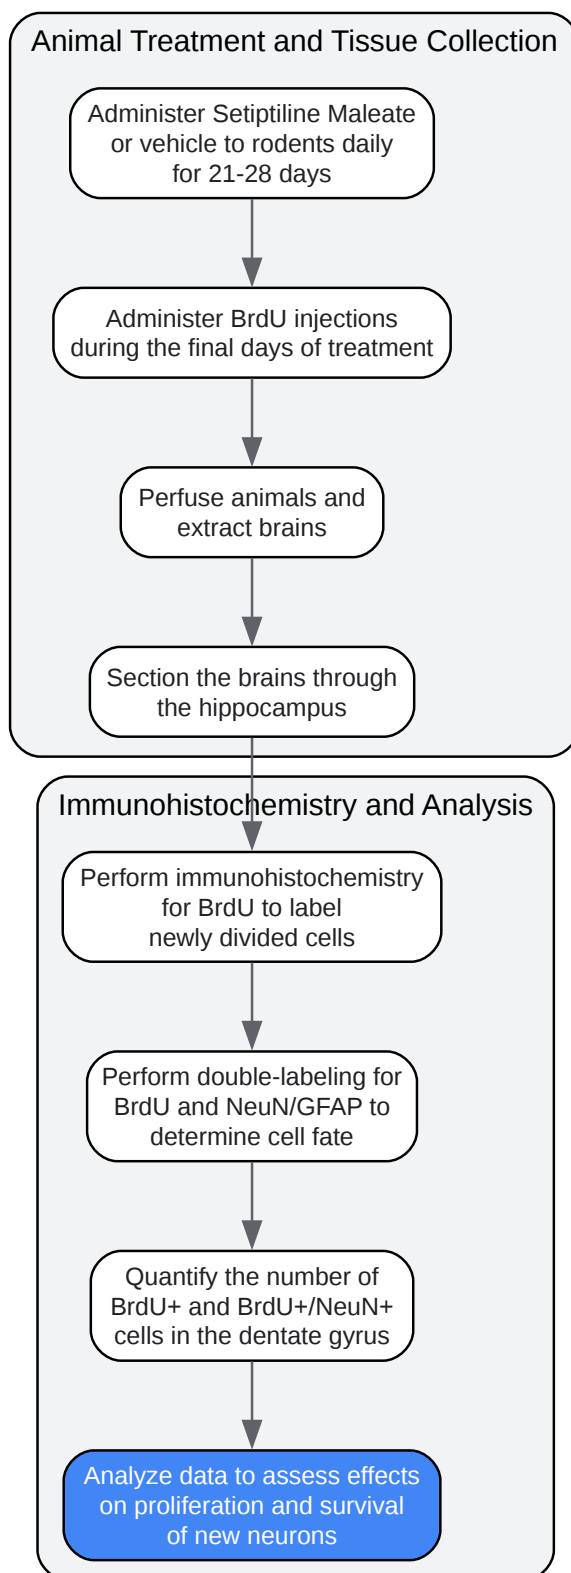 Animal Treatment and Tissue Collection
Administer Setiptiline Maleate
or vehicle to rodents daily
for 21-28 days
Administer BrdU injections
during the final days of treatment
Perfuse animals and
extract brains
Section the brains through
the hippocampus
Immunohistochemistry and Analysis
Perform immunohistochemistry
for BrdU to label
newly divided cells
Perform double-labeling for
BrdU and NeuN/GFAP to
determine cell fate
Quantify the number of
BrdU+ and BrdU+/NeuN+
cells in the dentate gyrus
Analyze data to assess effects
on proliferation and survival
of new neurons